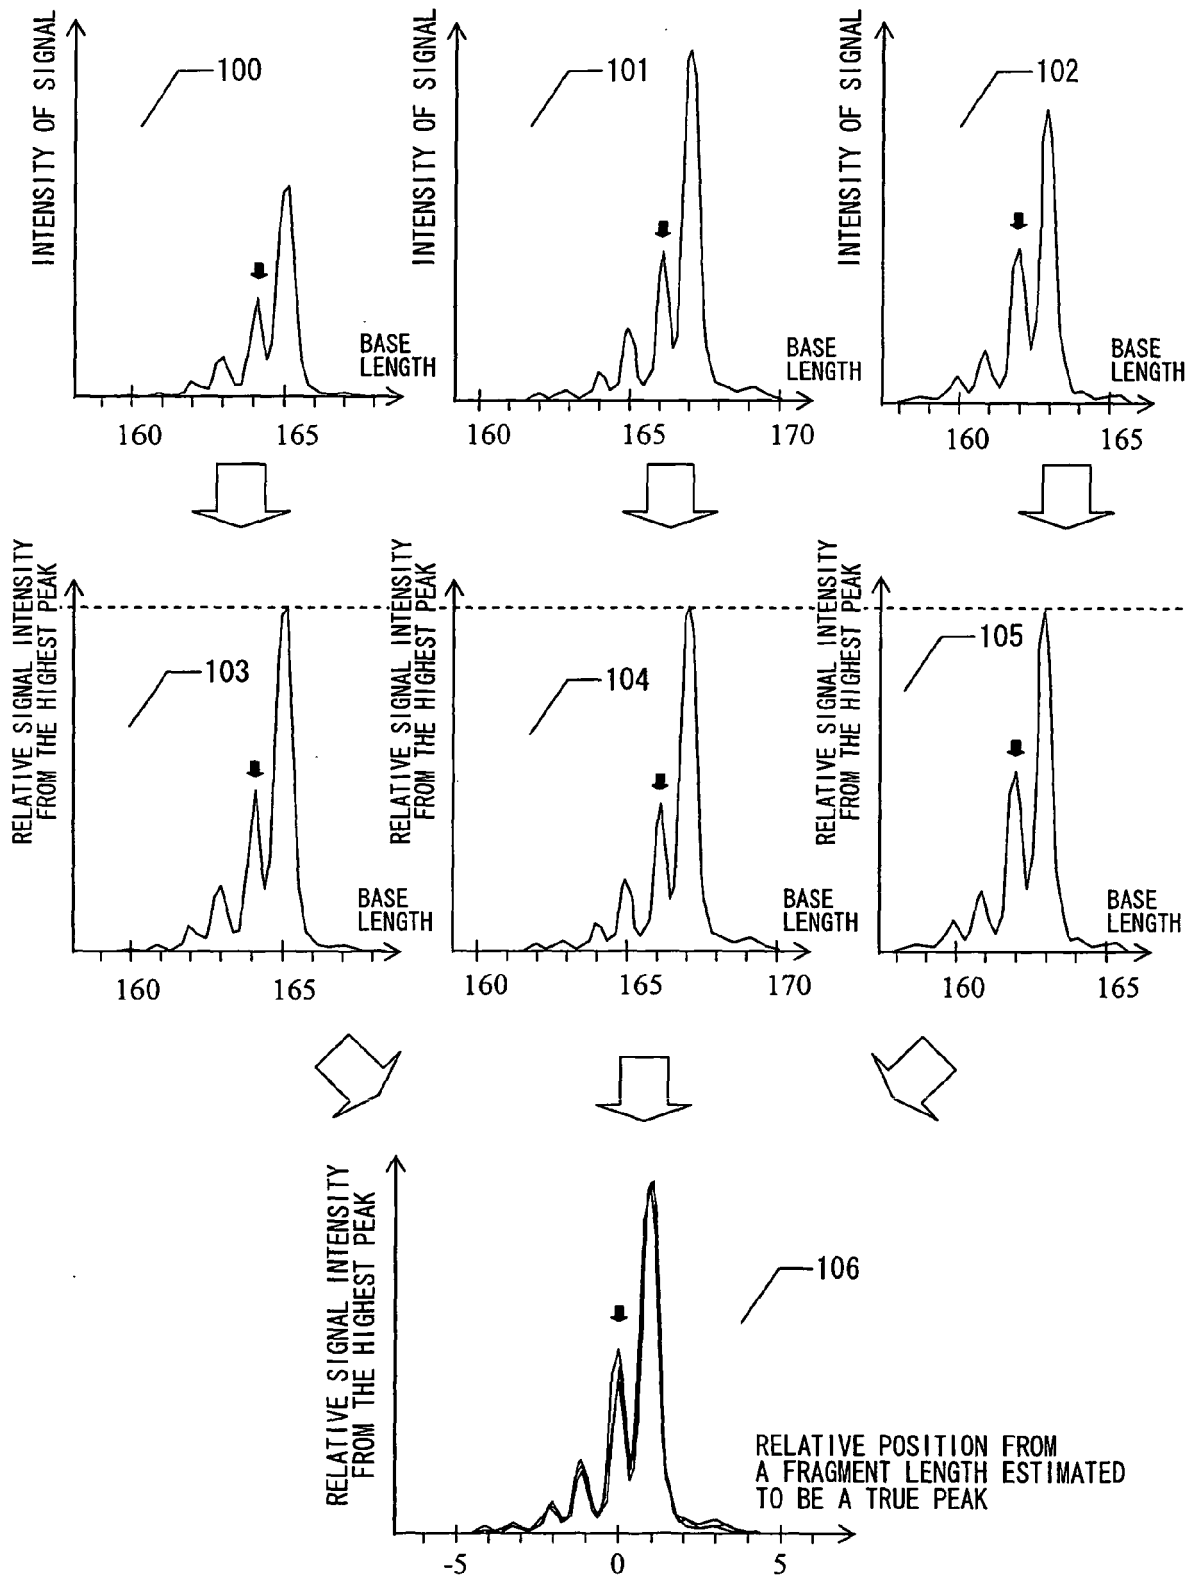 INTENSITY OF SIGNAL
100
BASE
LENGTH
160 165
INTENSITY OF SIGNAL
101
BASE
LENGTH
160 165 170
INTENSITY OF SIGNAL
102
BASE
LENGTH
160 165
RELATIVE SIGNAL INTENSITY
FROM THE HIGHEST PEAK
103
BASE
LENGTH
160 165
RELATIVE SIGNAL INTENSITY
FROM THE HIGHEST PEAK
104
BASE
LENGTH
160 165 170
RELATIVE SIGNAL INTENSITY
FROM THE HIGHEST PEAK
105
BASE
LENGTH
160 165
RELATIVE SIGNAL INTENSITY
FROM THE HIGHEST PEAK
106
RELATIVE POSITION FROM
A FRAGMENT LENGTH ESTIMATED
TO BE A TRUE PEAK
-5 0 5